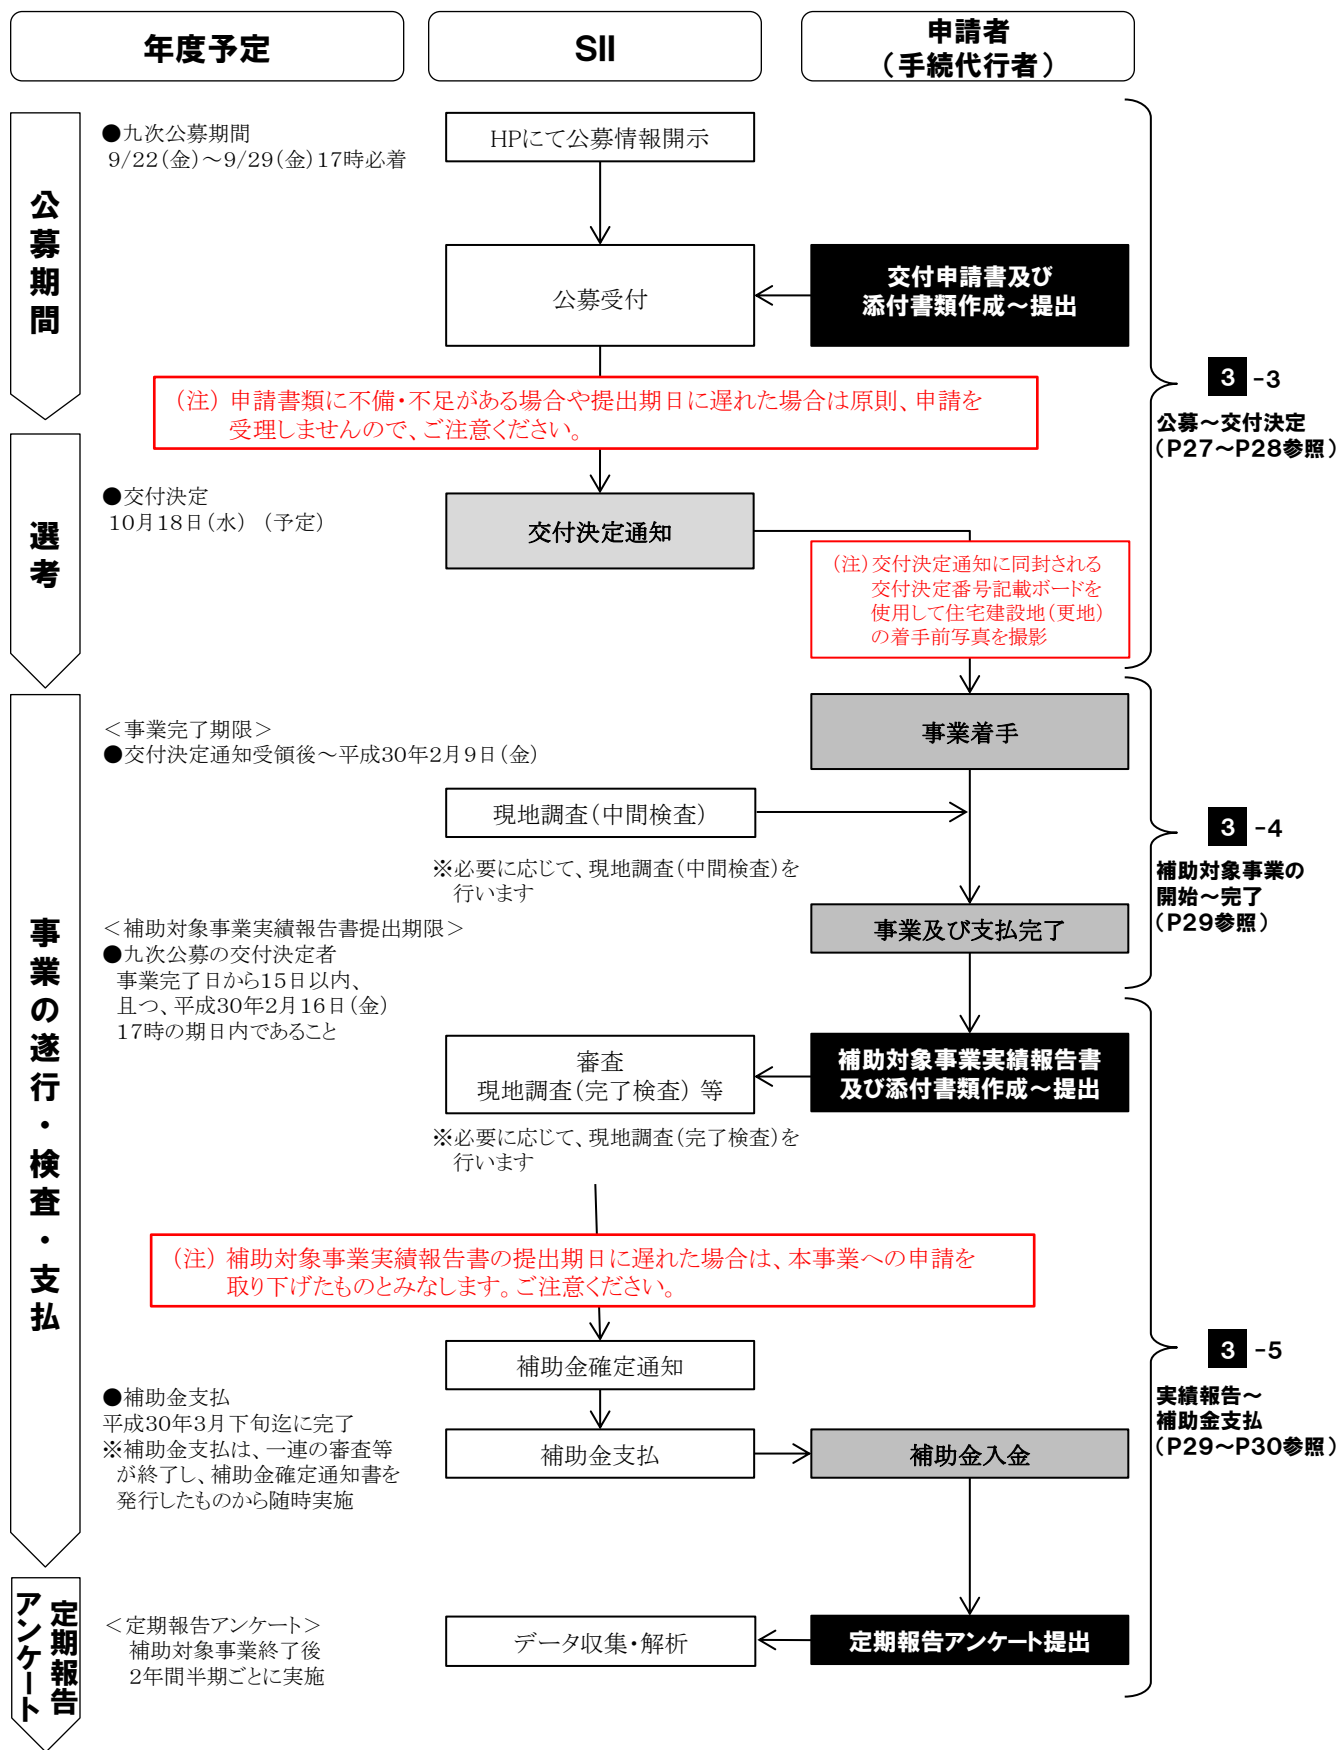 年度予定
SII
申請者
（手続代行者）
公募期間
●九次公募期間
9/22（金）～9/29（金）17時必着
HPにて公募情報開示
公募受付
交付申請書及び
添付書類作成～提出
（注） 申請書類に不備・不足がある場合や提出期日に遅れた場合は原則、申請を
受理しませんので、ご注意ください。
3 -3
公募～交付決定
（P27～P28参照）
選考
●交付決定
10月18日（水） （予定）
交付決定通知
（注）交付決定通知に同封される
交付決定番号記載ボードを
使用して住宅建設地（更地）
の着手前写真を撮影
事業の遂行・検査・支払
＜事業完了期限＞
●交付決定通知受領後～平成30年2月9日（金）
事業着手
現地調査（中間検査）
※必要に応じて、現地調査（中間検査）を
行います
3 -4
補助対象事業の
開始～完了
（P29参照）
事業及び支払完了
＜補助対象事業実績報告書提出期限＞
●九次公募の交付決定者
事業完了日から15日以内、
且つ、平成30年2月16日（金）
17時の期日内であること
審査
現地調査（完了検査） 等
補助対象事業実績報告書
及び添付書類作成～提出
※必要に応じて、現地調査（完了検査）を
行います
（注） 補助対象事業実績報告書の提出期日に遅れた場合は、本事業への申請を
取り下げたものとみなします。ご注意ください。
補助金確定通知
3 -5
実績報告～
補助金支払
（P29～P30参照）
●補助金支払
平成30年3月下旬迄に完了
※補助金支払は、一連の審査等
が終了し、補助金確定通知書を
発行したものから随時実施
補助金支払
補助金入金
定期報告
アンケート
＜定期報告アンケート＞
補助対象事業終了後
2年間半期ごとに実施
データ収集・解析
定期報告アンケート提出